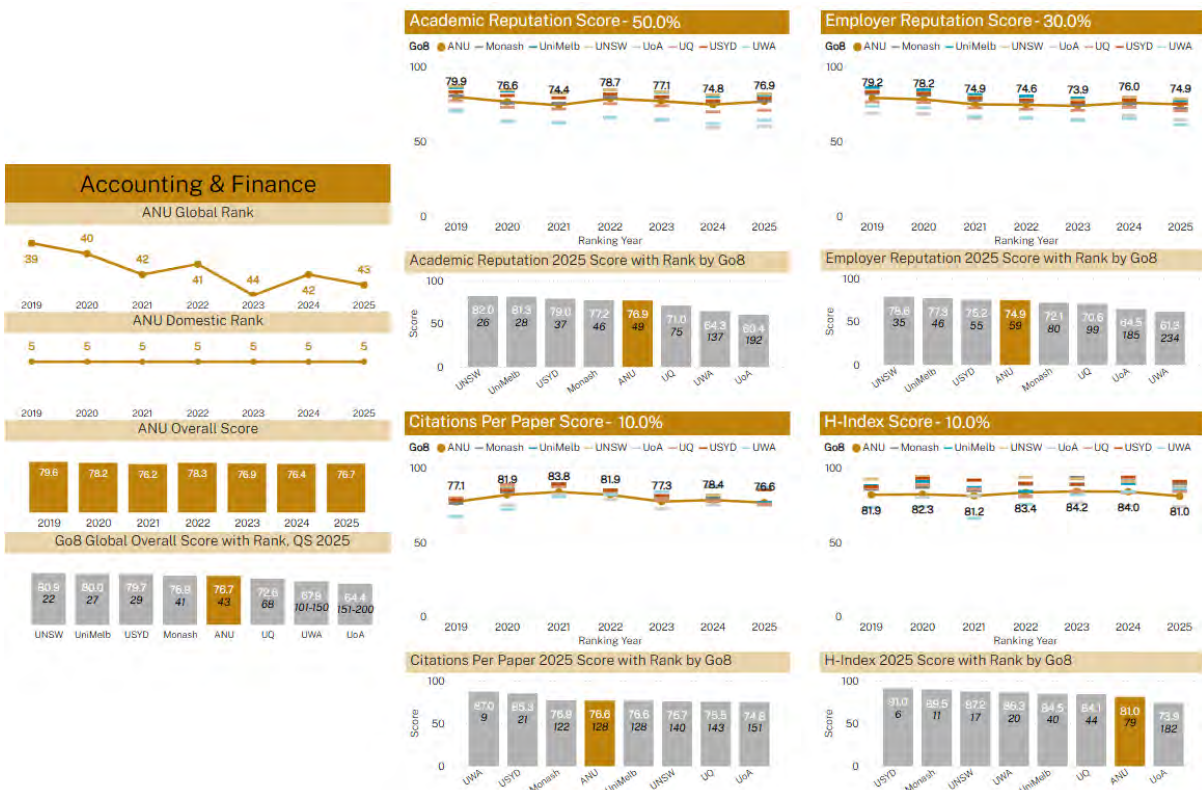 Accounting & Finance
ANU Global Rank
39 40 42 41 44 42 43
2019 2020 2021 2022 2023 2024 2025
ANU Domestic Rank
5 5 5 5 5 5 5
2019 2020 2021 2022 2023 2024 2025
ANU Overall Score
79.6 78.2 76.2 78.3 76.9 76.4 76.7
2019 2020 2021 2022 2023 2024 2025
Go8 Global Overall Score with Rank, QS 2025
80.9 80.0 79.7 76.9 76.7 72.6 67.9 64.4
22 27 29 41 43 68 101-150 151-200
UNSW UniMelb USYD Monash ANU UQ UWA UoA
Academic Reputation Score - 50.0%
Go8 ANU Monash UniMelb UNSW UoA UQ USYD UWA
100
79.9 76.6 74.4 78.7 77.1 74.8 76.9
50
0
2019 2020 2021 2022 2023 2024 2025
Ranking Year
Academic Reputation 2025 Score with Rank by Go8
100
Score
50
0
82.0 81.3 79.0 77.2 76.9 71.0 64.3 60.4
26 28 37 46 49 75 137 192
UNSW UniMelb USYD Monash ANU UQ UWA UoA
Employer Reputation Score - 30.0%
Go8 ANU Monash UniMelb UNSW UoA UQ USYD UWA
100
79.2 78.2 74.9 74.6 73.9 76.0 74.9
50
0
2019 2020 2021 2022 2023 2024 2025
Ranking Year
Employer Reputation 2025 Score with Rank by Go8
100
Score
50
0
78.6 77.3 75.2 74.9 72.1 70.6 64.5 61.3
35 46 55 59 80 99 185 234
UNSW UniMelb USYD ANU Monash UQ UoA UWA
Citations Per Paper Score - 10.0%
Go8 ANU Monash UniMelb UNSW UoA UQ USYD UWA
100
77.1 81.9 83.8 81.9 77.3 78.4 76.6
50
0
2019 2020 2021 2022 2023 2024 2025
Ranking Year
Citations Per Paper 2025 Score with Rank by Go8
100
Score
50
0
87.0 85.3 76.9 76.6 76.6 75.7 75.5 74.8
9 21 122 128 128 140 143 151
UWA USYD Monash ANU UniMelb UNSW UQ UoA
H-Index Score - 10.0%
Go8 ANU Monash UniMelb UNSW UoA UQ USYD UWA
100
81.9 82.3 81.2 83.4 84.2 84.0 81.0
50
0
2019 2020 2021 2022 2023 2024 2025
Ranking Year
H-Index 2025 Score with Rank by Go8
100
Score
50
0
91.0 89.5 87.2 86.3 84.5 84.1 81.0 73.9
6 11 17 20 40 44 79 182
USYD Monash UNSW UWA UniMelb UQ ANU UoA